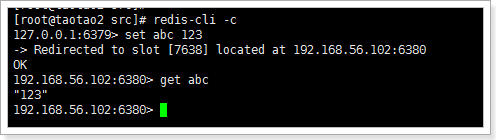 [root@taotao2 src]# redis-cli -c
127.0.0.1:6379> set abc 123
-> Redirected to slot [7638] located at 192.168.56.102:6380
OK
192.168.56.102:6380> get abc
"123"
192.168.56.102:6380>